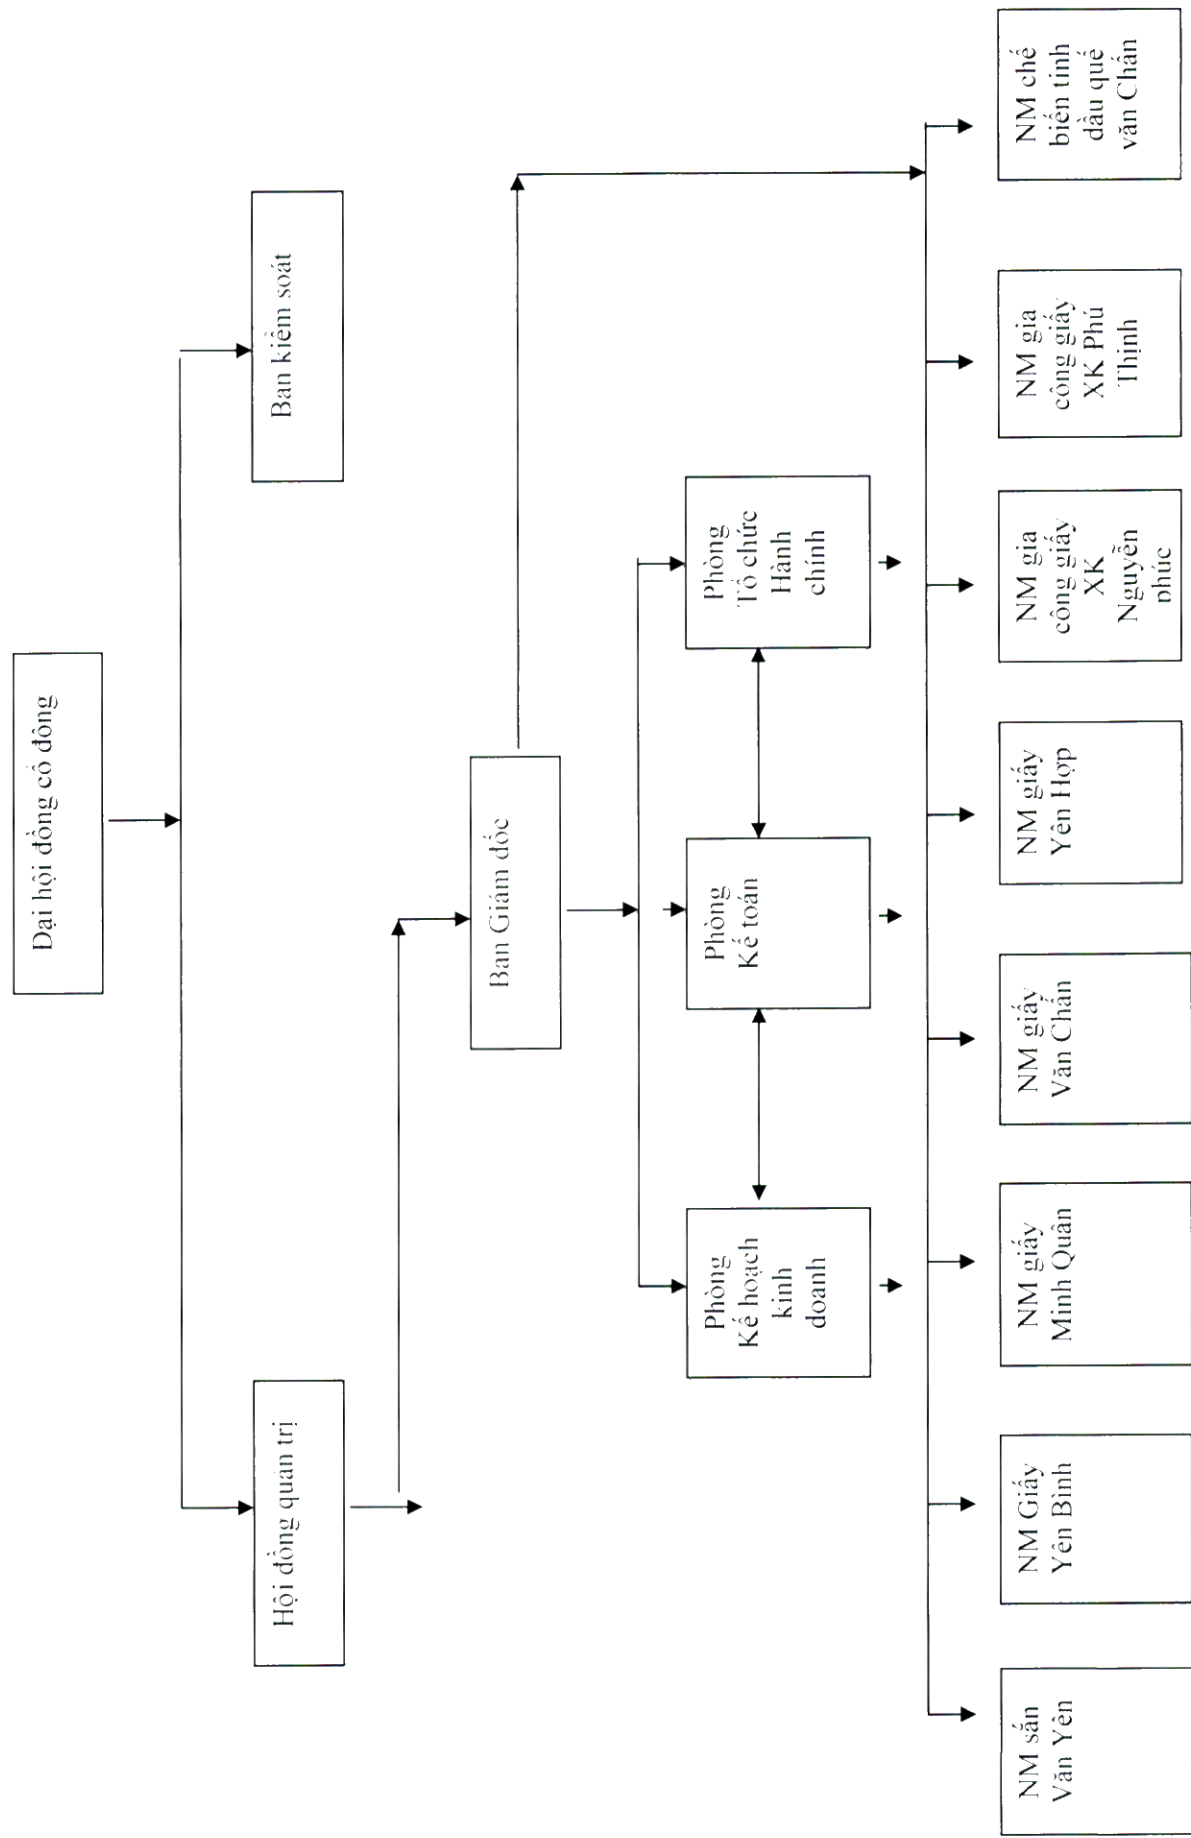 Đại hội đồng cổ đông
Hội đồng quản trị
Ban kiểm soát
Ban Giám đốc
Phòng
Kế hoạch
kinh
doanh
Phòng
Kế toán
Phòng
Tổ chức
Hành
chính
NM sắn
Văn Yên
NM Giấy
Yên Bình
NM giấy
Minh Quân
NM giấy
Văn Chấn
NM giấy
Yên Hợp
NM gia
công giấy
XK
Nguyễn
phúc
NM gia
công giấy
XK Phú
Thịnh
NM chế
biến tinh
dầu quế
văn Chấn